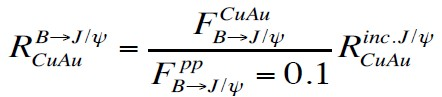 R_{CuAu}^{B→J/ψ} = \frac{F_{B→J/ψ}^{CuAu}}{F_{B→J/ψ}^{pp} = 0.1} R_{CuAu}^{inc.J/ψ}